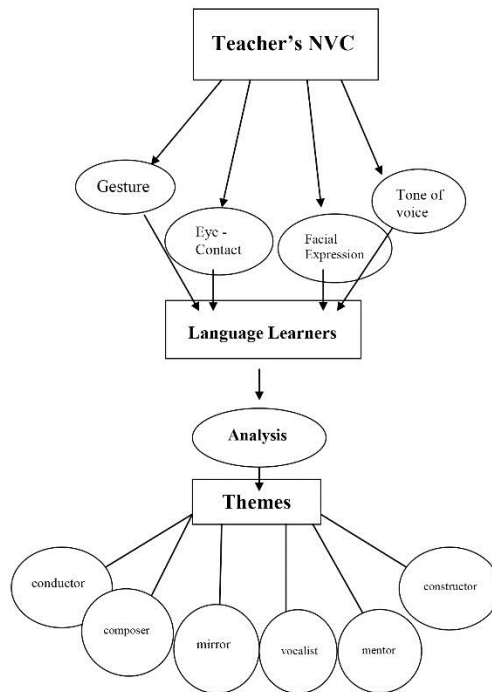 Teacher's NVC
Gesture
Eye -
Contact
Facial
Expression
Tone of
voice
Language Learners
Analysis
Themes
conductor
composer
mirror
vocalist
mentor
constructor